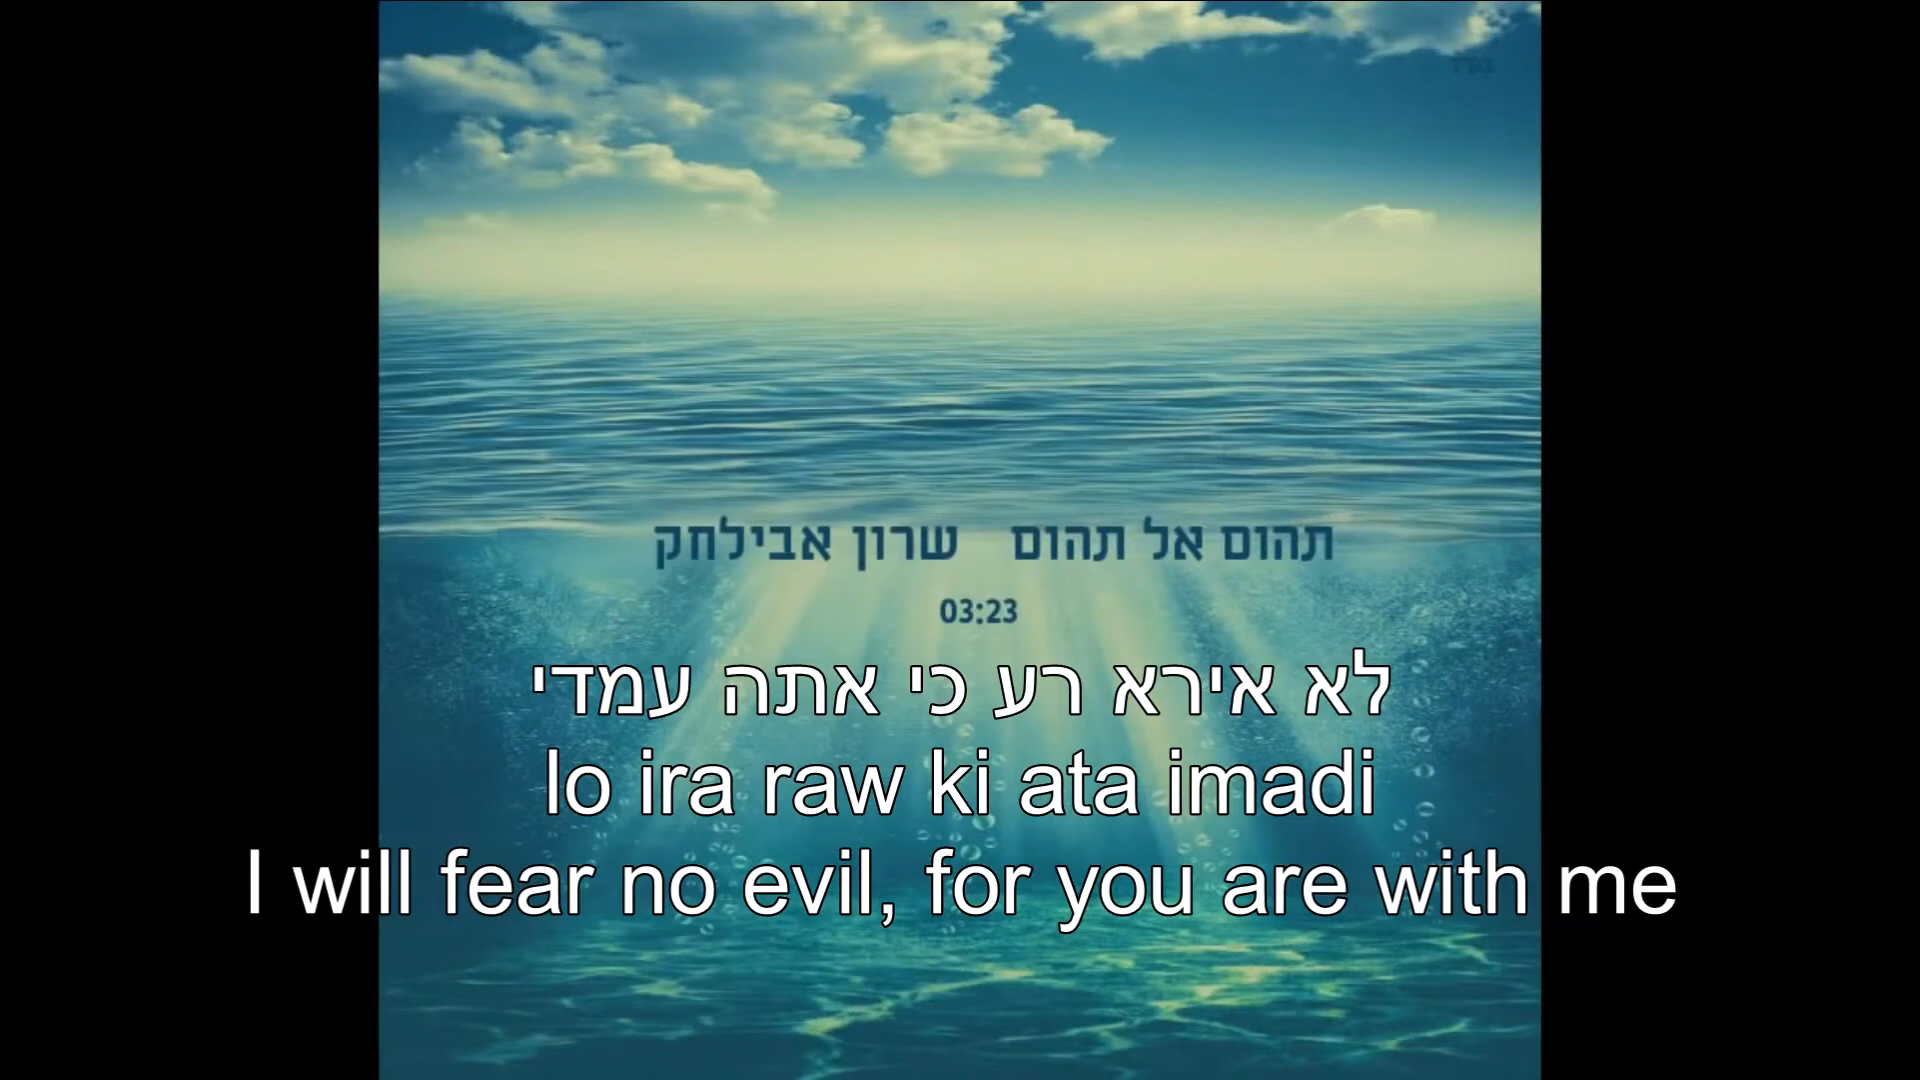 תהום אל תהום שרון אבילחק
03:23
לא אירא רע כי אתה עמדי
lo ira raw ki ata imadi
I will fear no evil, for you are with me